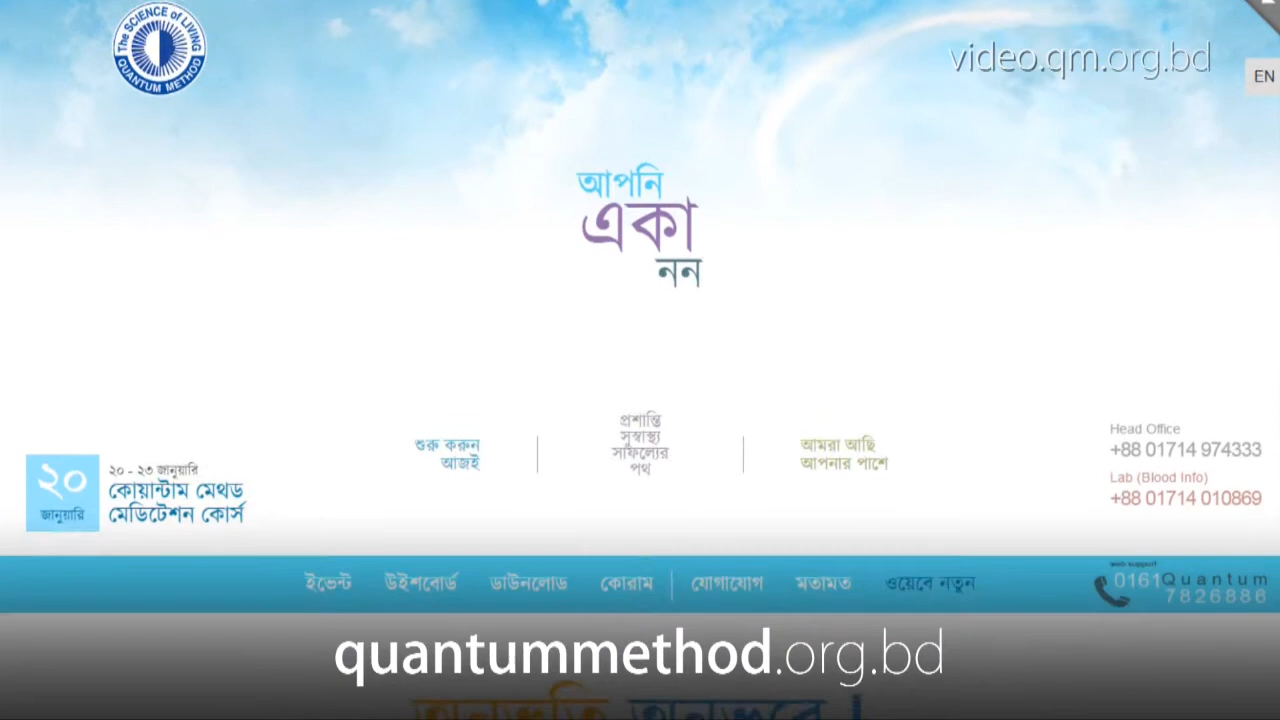 The SCIENCE of LIVING
QUANTUM METHOD
video.qm.org.bd
EN
আপনি
একা
নন
শুরু করুন
আজই
প্রশান্তি
সুস্বাস্থ্য
সাফল্যের
পথ
আমরা আছি
আপনার পাশে
Head Office
+88 01714 974333
Lab (Blood Info)
+88 01714 010869
২০
জানুয়ারি
২০ - ২৩ জানুয়ারি
কোয়ান্টাম মেথড
মেডিটেশন কোর্স
ইভেন্ট উইশবোর্ড ডাউনলোড কোরাম যোগাযোগ মতামত ওয়েবে নতুন
web support
0161Quantum
7826886
quantummethod.org.bd